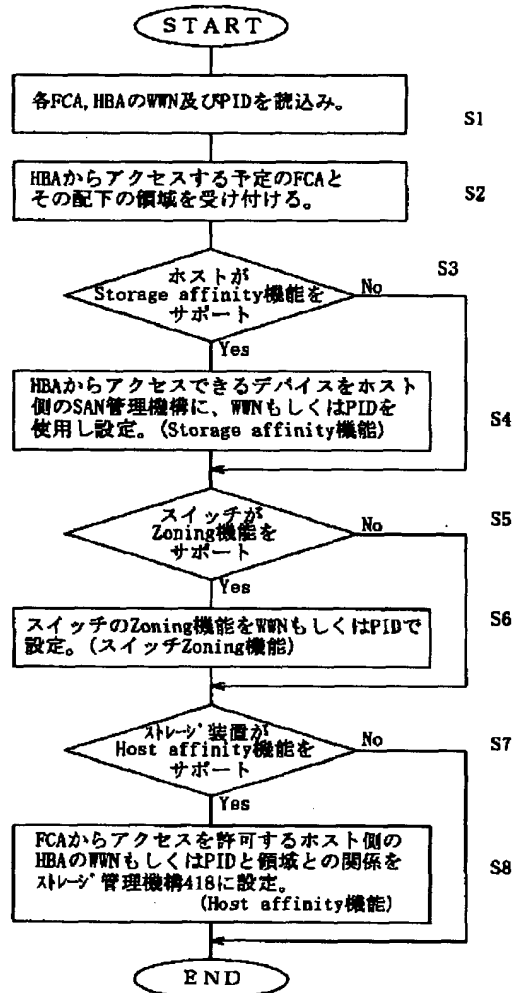 START
各FCA,HBAのWWN及びPIDを読込み。
S1
HBAからアクセスする予定のFCAと
その配下の領域を受け付ける。
S2
ホストが
Storage affinity機能を
サポート
No
S3
Yes
HBAからアクセスできるデバイスをホスト
側のSAN管理機構に、WWNもしくはPIDを
使用し設定。(Storage affinity機能)
S4
スイッチが
Zoning機能を
サポート
No
S5
Yes
スイッチのZoning機能をWWNもしくはPIDで
設定。(スイッチZoning機能)
S6
ｽﾄﾚｰｼﾞ装置が
Host affinity機能を
サポート
No
S7
Yes
FCAからアクセスを許可するホスト側の
HBAのWWNもしくはPIDと領域との関係を
ｽﾄﾚｰｼﾞ管理機構418に設定。
(Host affinity機能)
S8
END